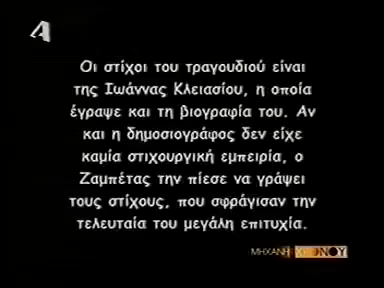 A
Οι στίχοι του τραγουδιού είναι
της Ιωάννας Κλειασίου, η οποία
έγραψε και τη βιογραφία του. Αν
και η δημοσιογράφος δεν είχε
καμία στιχουργική εμπειρία, ο
Ζαμπέτας την πίεσε να γράψει
τους στίχους, που σφράγισαν την
τελευταία του μεγάλη επιτυχία.
ΜΗΧΑΝΗ ΧΡΟΝΟΥ